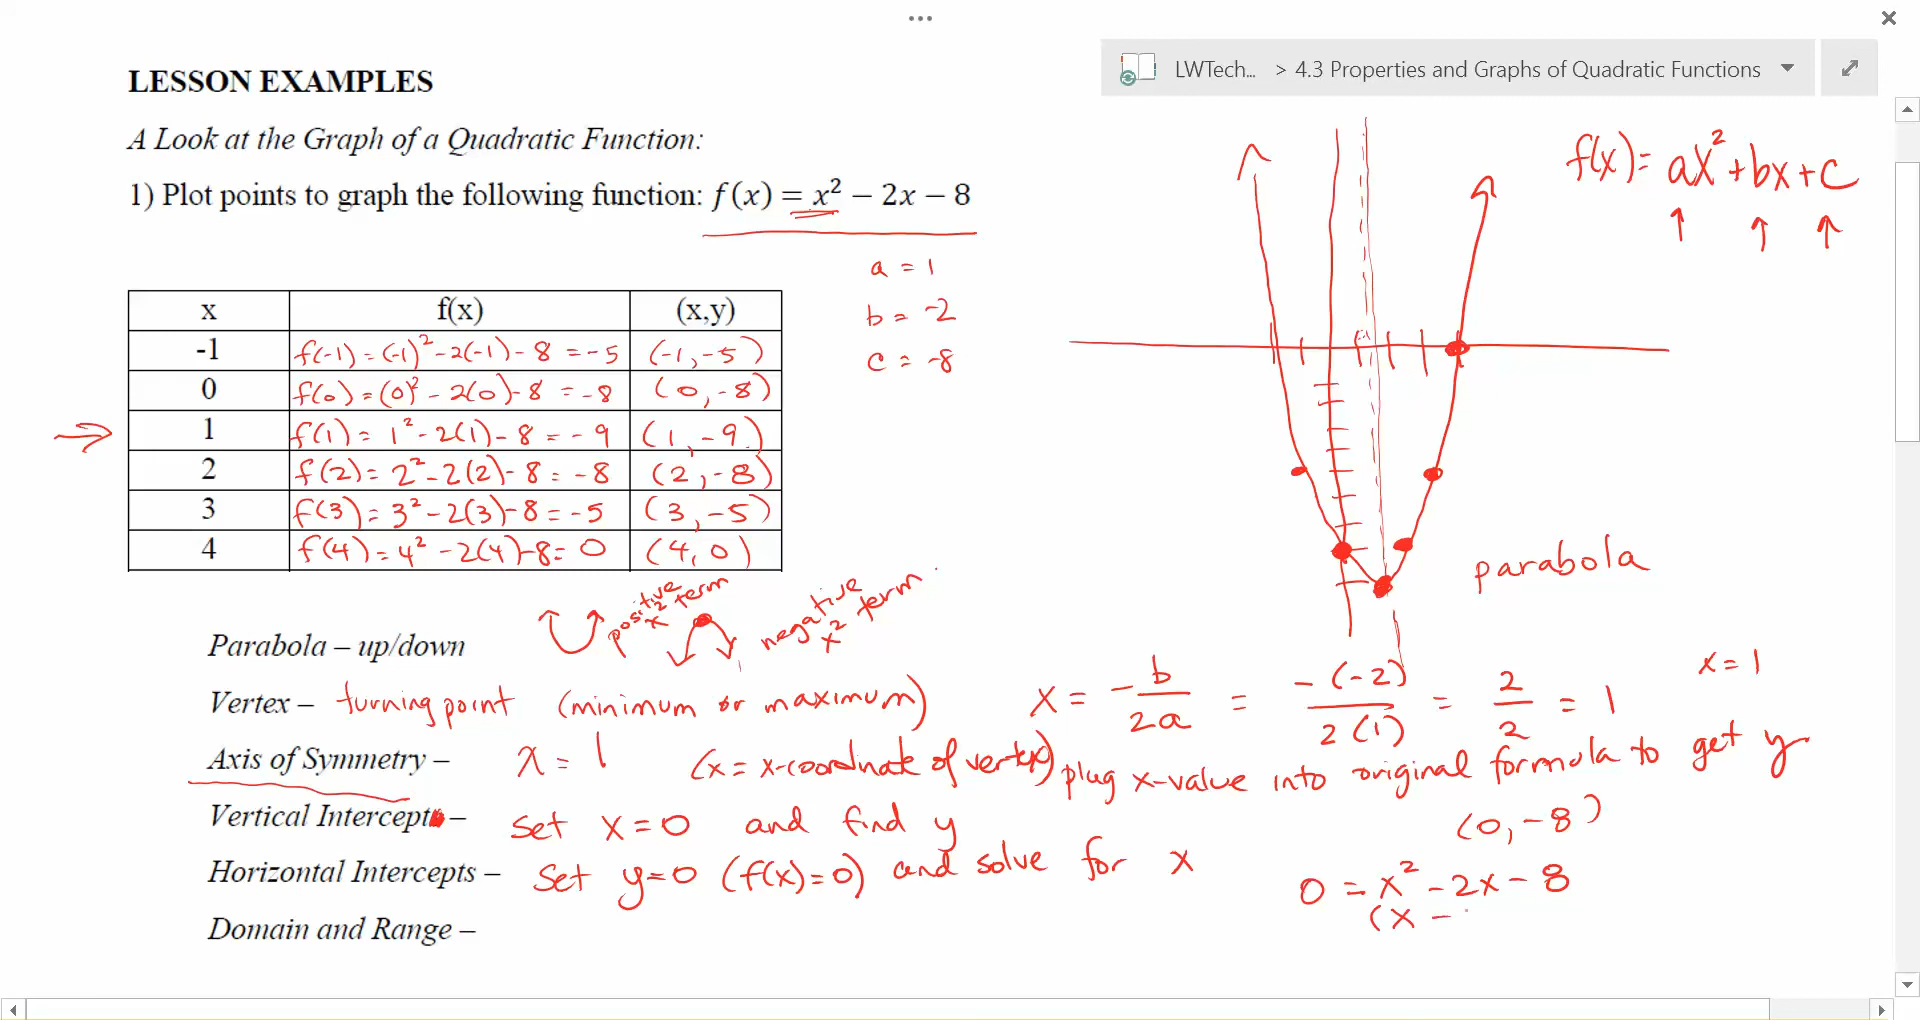 LWTech... > 4.3 Properties and Graphs of Quadratic Functions
LESSON EXAMPLES
A Look at the Graph of a Quadratic Function:
1) Plot points to graph the following function: f(x) = x² − 2x − 8
f(x) = ax² + bx + c
a = 1
b = -2
c = -8
x f(x) (x,y)
-1 f(-1) = (-1)² - 2(-1) - 8 = -5 (-1, -5)
0 f(0) = (0)² - 2(0) - 8 = -8 (0, -8)
1 f(1) = 1² - 2(1) - 8 = -9 (1, -9)
2 f(2) = 2² - 2(2) - 8 = -8 (2, -8)
3 f(3) = 3² - 2(3) - 8 = -5 (3, -5)
4 f(4) = 4² - 2(4) - 8 = 0 (4, 0)
parabola
Parabola – up/down positive x² term negative x² term
Vertex – turning point (minimum or maximum) x = -b/2a = -(-2)/2(1) = 2/2 = 1 x = 1
Axis of Symmetry – x = 1 (x = x-coordinate of vertex) plug x-value into original formula to get y
Vertical Intercept – Set x = 0 and find y (0, -8)
Horizontal Intercepts – Set y = 0 (f(x) = 0) and solve for x 0 = x² - 2x - 8
(x -
Domain and Range –